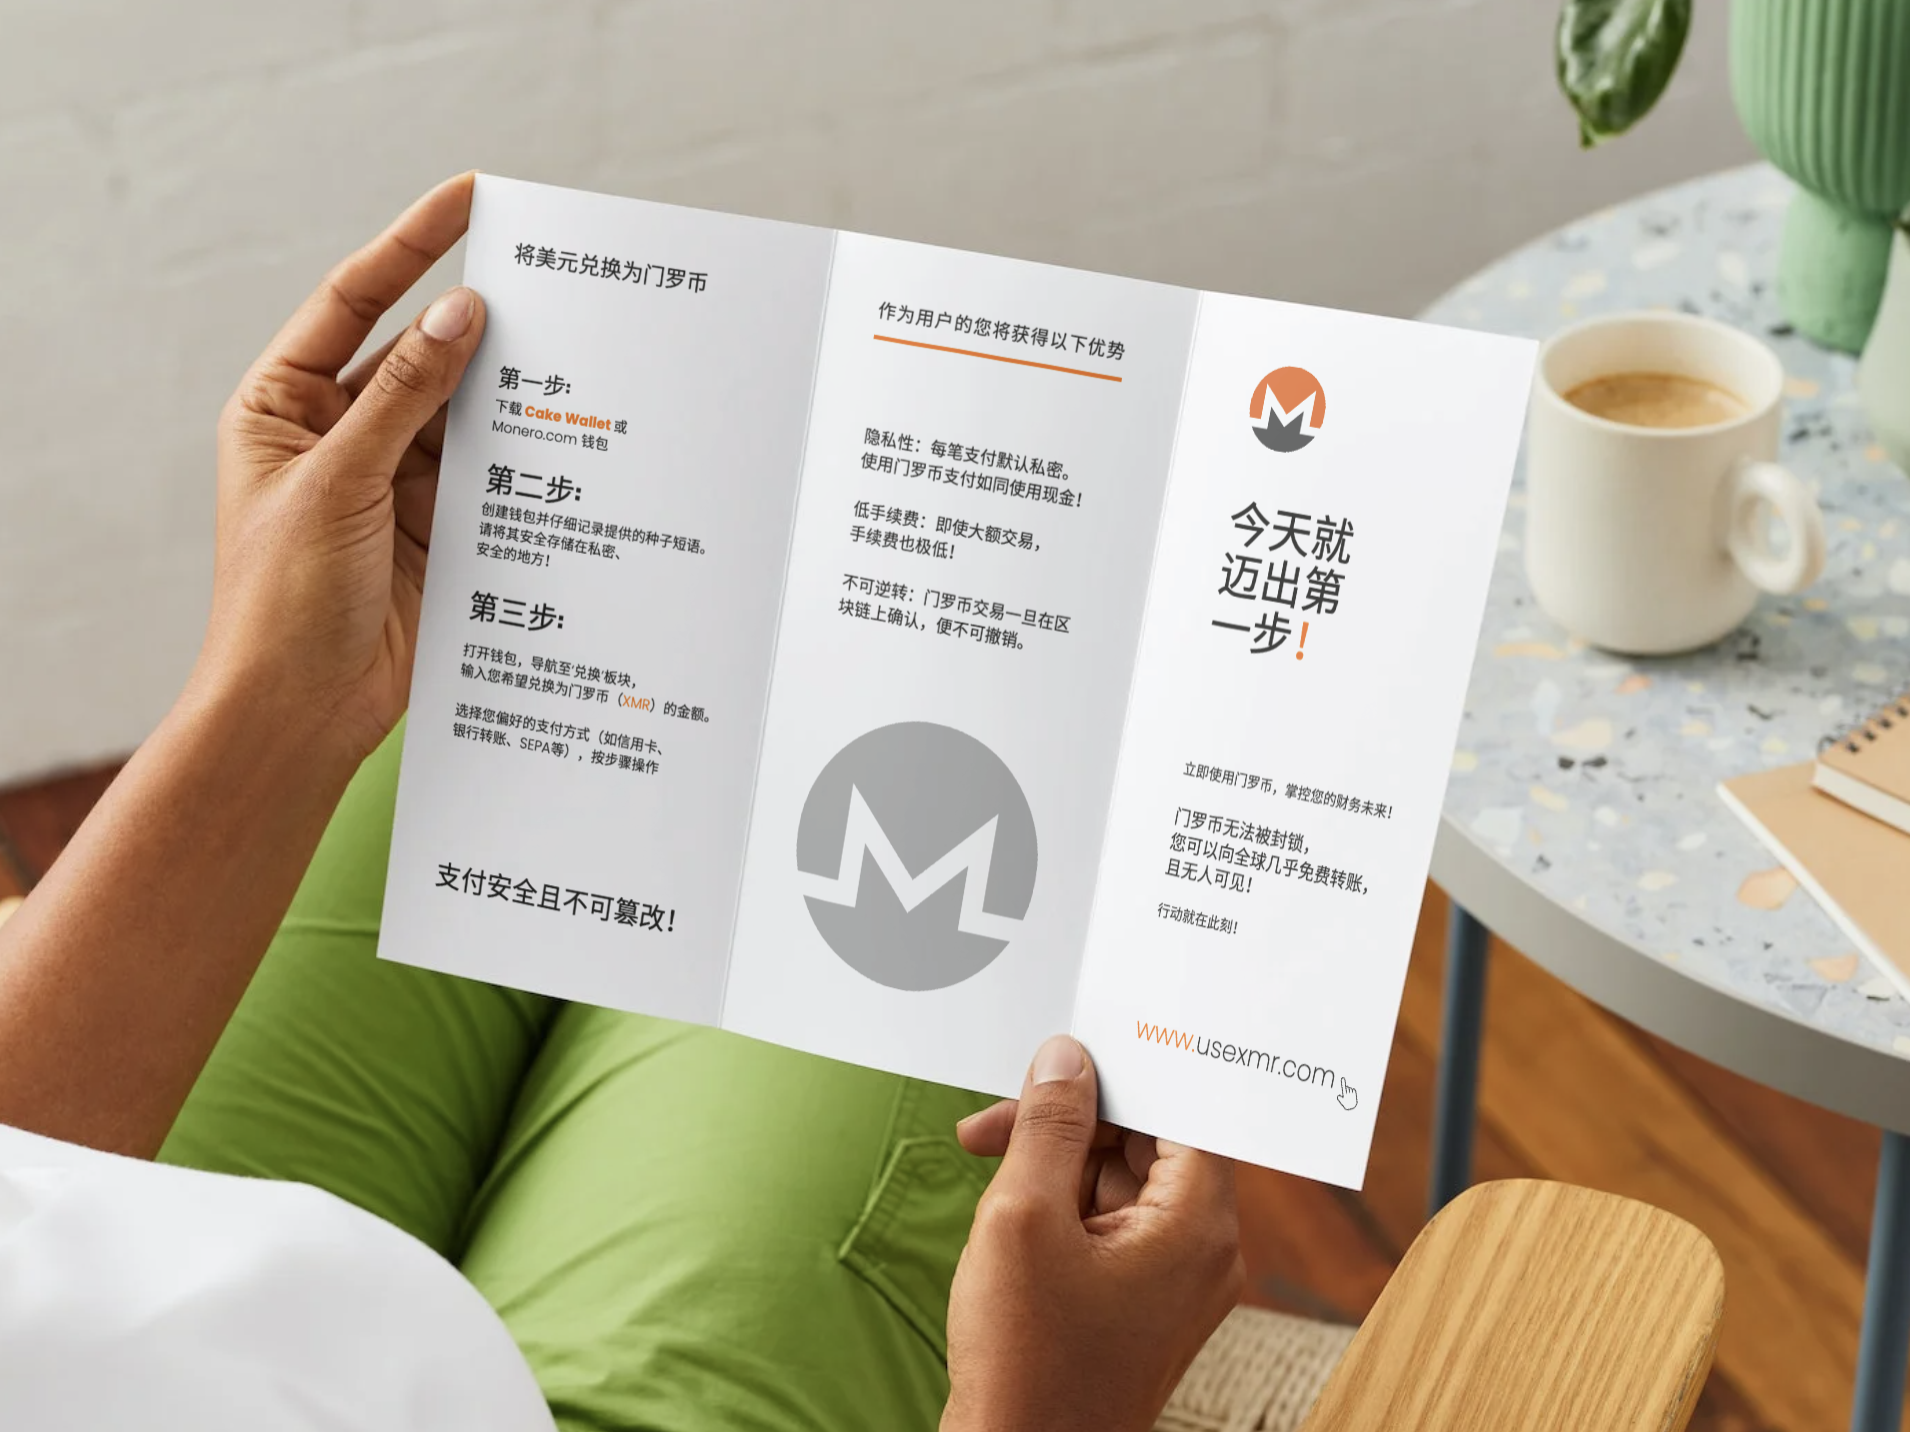 将美元兑换为门罗币
第一步:
下载 Cake Wallet 或
Monero.com 钱包
第二步:
创建钱包并仔细记录提供的种子短语。
请将其安全存储在私密、
安全的地方！
第三步:
打开钱包，导航至‘兑换’板块，
输入您希望兑换为门罗币（XMR）的金额。
选择您偏好的支付方式（如信用卡、
银行转账、SEPA等），按步骤操作
支付安全且不可篡改！
作为用户的您将获得以下优势
隐私性：每笔支付默认私密。
使用门罗币支付如同使用现金！
低手续费：即使大额交易，
手续费也极低！
不可逆转：门罗币交易一旦在区
块链上确认，便不可撤销。
今天就
迈出第
一步！
立即使用门罗币，掌控您的财务未来！
门罗币无法被封锁，
您可以向全球几乎免费转账，
且无人可见！
行动就在此刻！
www.usexmr.com